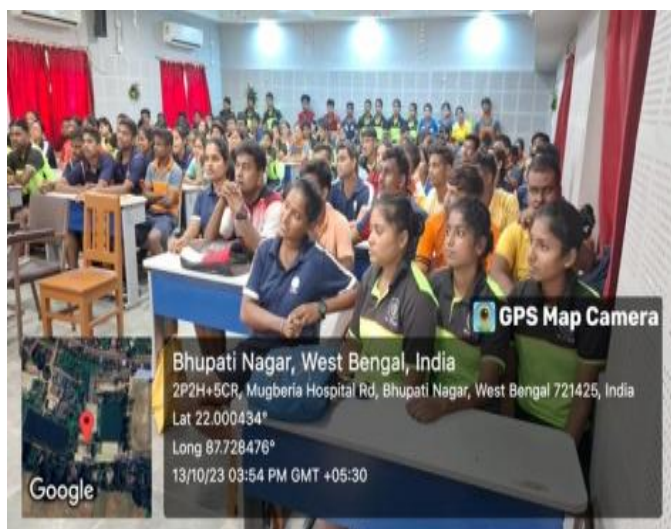 GPS Map Camera
Bhupati Nagar, West Bengal, India
2P2H+5CR, Mugberia Hospital Rd, Bhupati Nagar, West Bengal 721425, India
Lat 22.000434°
Long 87.728476°
13/10/23 03:54 PM GMT +05:30
Google